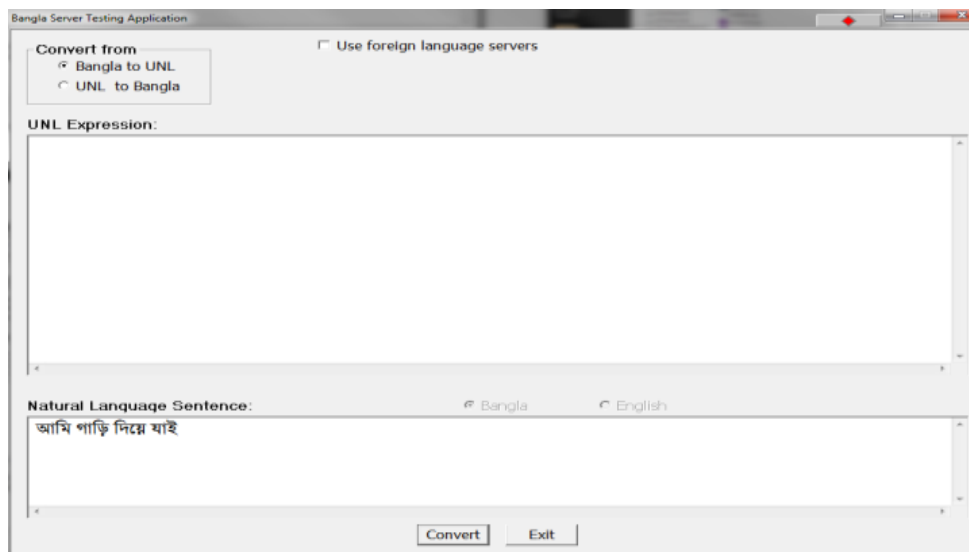 Bangla Server Testing Application
Convert from
Use foreign language servers
Bangla to UNL
UNL to Bangla
UNL Expression:
Natural Language Sentence:
Bangla
English
আমি গাড়ি দিয়ে যাই
Convert
Exit